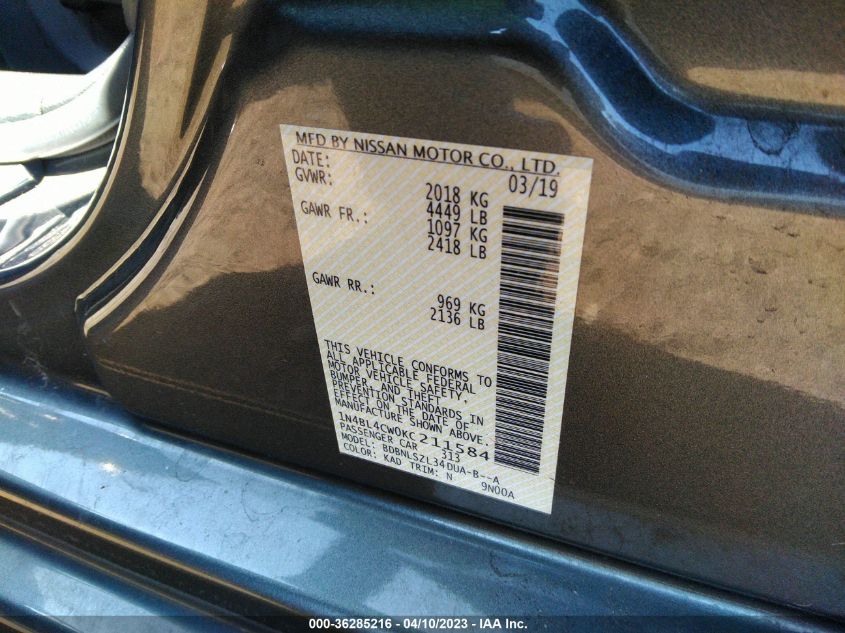 MFD BY NISSAN MOTOR CO., LTD.
DATE: 03/19
GVWR: 2018 KG
4449 LB
GAWR FR.: 1097 KG
2418 LB
GAWR RR.: 969 KG
2136 LB
THIS VEHICLE CONFORMS TO
ALL APPLICABLE FEDERAL
MOTOR VEHICLE SAFETY,
BUMPER, AND THEFT
PREVENTION STANDARDS IN
EFFECT ON THE DATE OF
MANUFACTURE SHOWN ABOVE.
1N4BL4CW0KC211584
PASSENGER CAR 313
MODEL: BDBNLSZL34DUA-B--A
COLOR: KAD TRIM: N 9N00A
000-36285216 - 04/10/2023 - IAA Inc.